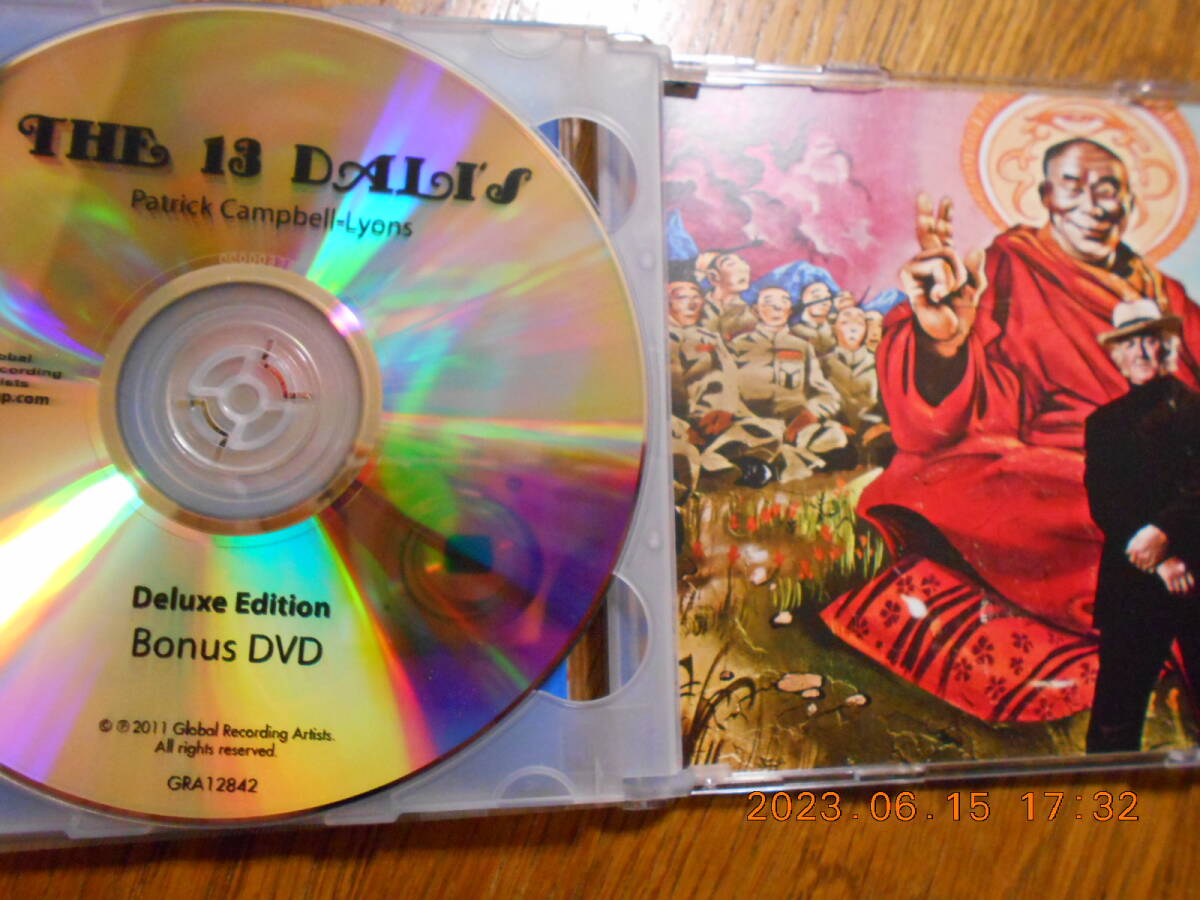 THE 13 DALI'S
Patrick Campbell-Lyons
Deluxe Edition
Bonus DVD
© ℗ 2011 Global Recording Artists.
All rights reserved.
GRA12842
2023.06.15 17:32